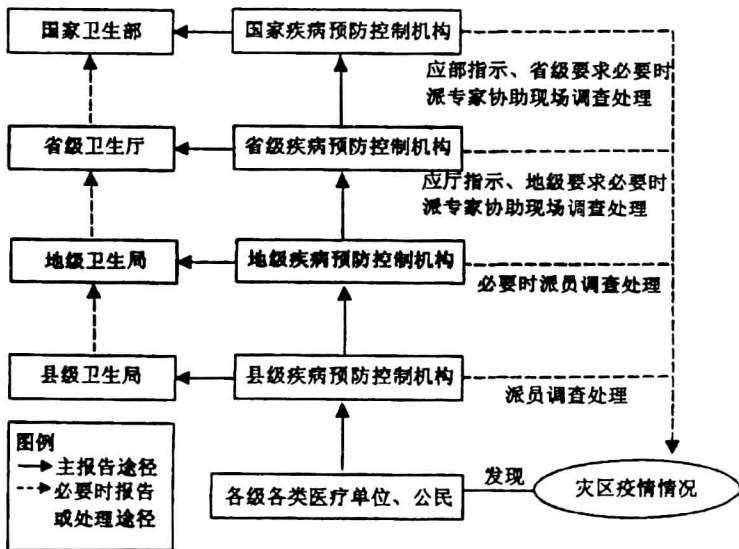 国家卫生部
国家疾病预防控制机构
应部指示、省级要求必要时
派专家协助现场调查处理
省级卫生厅
省级疾病预防控制机构
应厅指示、地级要求必要时
派专家协助现场调查处理
地级卫生局
地级疾病预防控制机构
必要时派员调查处理
县级卫生局
县级疾病预防控制机构
派员调查处理
图例
主报告途径
必要时报告
或处理途径
各级各类医疗单位、公民
发现
灾区疫情情况